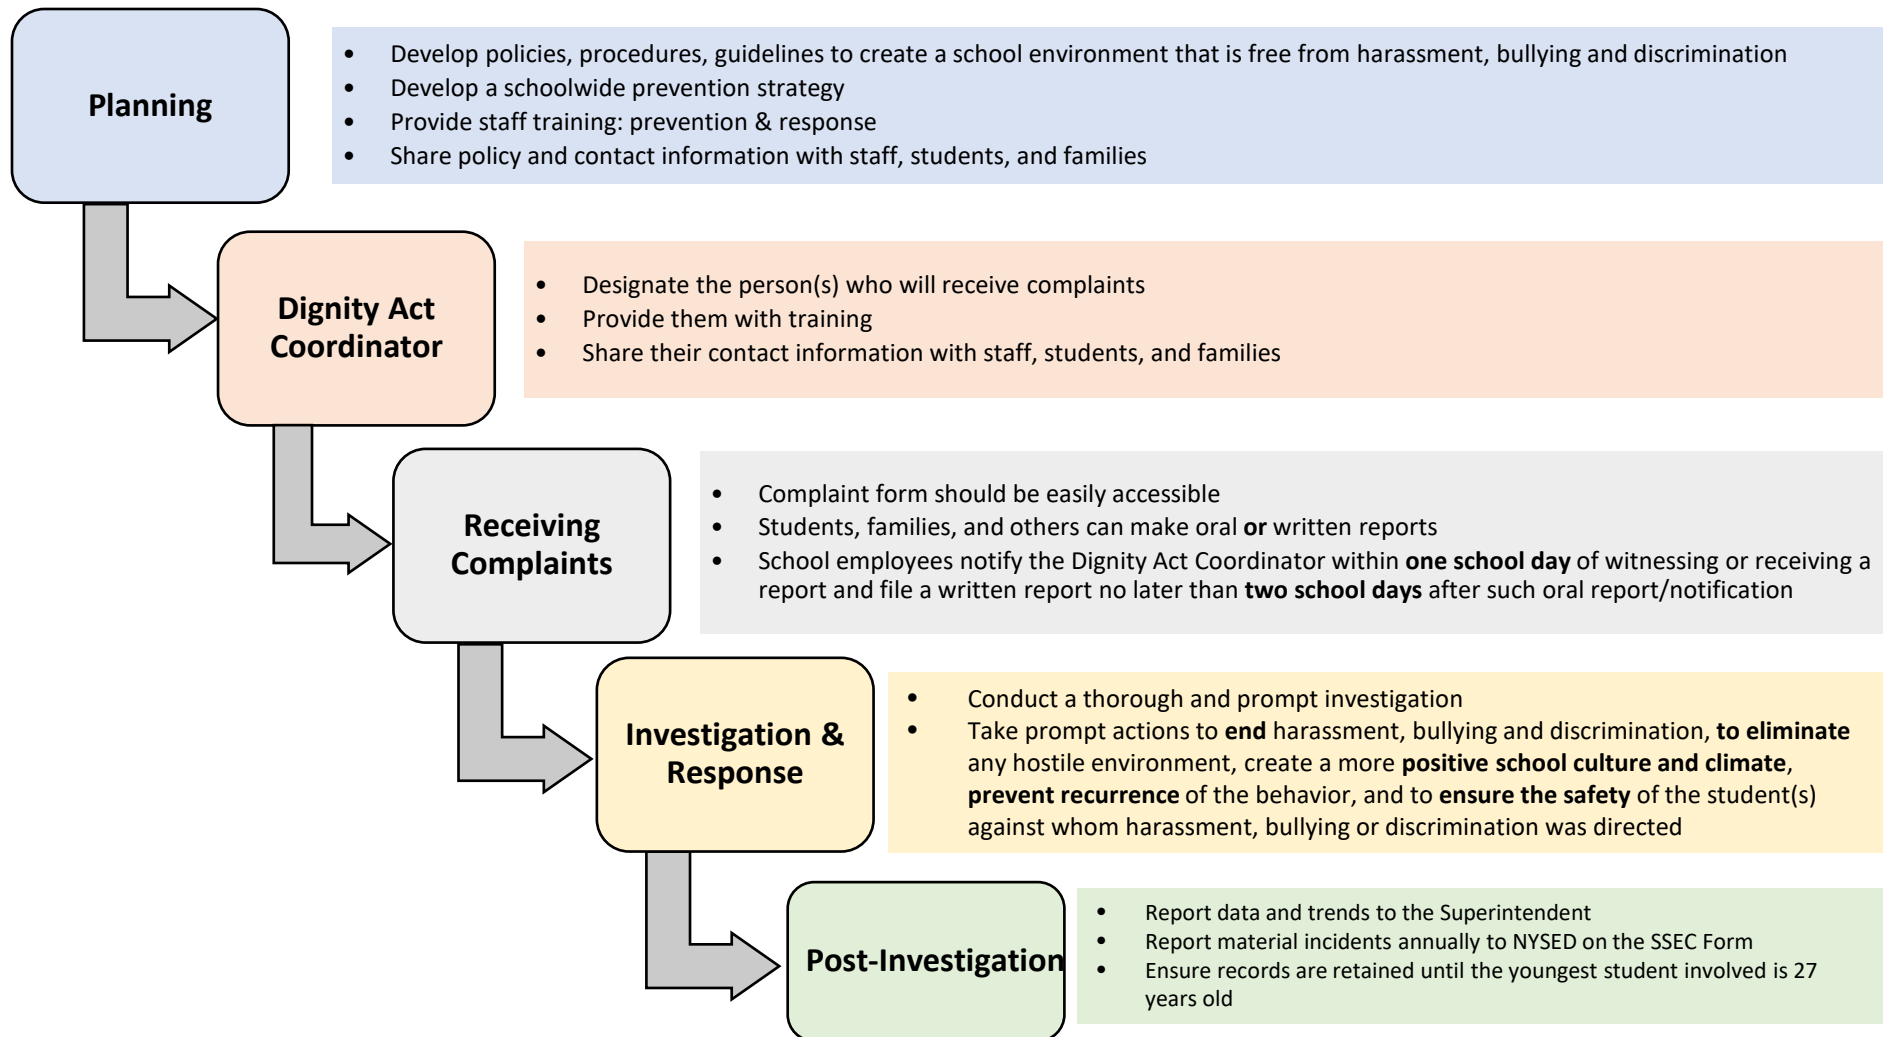 Planning
• Develop policies, procedures, guidelines to create a school environment that is free from harassment, bullying and discrimination
• Develop a schoolwide prevention strategy
• Provide staff training: prevention & response
• Share policy and contact information with staff, students, and families
Dignity Act
Coordinator
• Designate the person(s) who will receive complaints
• Provide them with training
• Share their contact information with staff, students, and families
Receiving
Complaints
• Complaint form should be easily accessible
• Students, families, and others can make oral or written reports
• School employees notify the Dignity Act Coordinator within one school day of witnessing or receiving a
report and file a written report no later than two school days after such oral report/notification
Investigation &
Response
• Conduct a thorough and prompt investigation
• Take prompt actions to end harassment, bullying and discrimination, to eliminate
any hostile environment, create a more positive school culture and climate,
prevent recurrence of the behavior, and to ensure the safety of the student(s)
against whom harassment, bullying or discrimination was directed
Post-Investigation
• Report data and trends to the Superintendent
• Report material incidents annually to NYSED on the SSEC Form
• Ensure records are retained until the youngest student involved is 27
years old